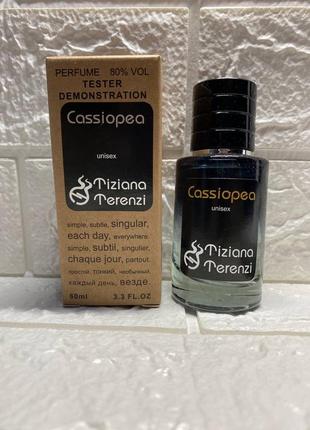 PERFUME 80% VOL
TESTER
DEMONSTRATION
Cassiopea
unisex
Tiziana
Terenzi
simple, subtle, singular,
each day, everywhere.
simple, subtil, singulier,
chaque jour, partout.
простой, тонкий, необычный,
каждый день, везде.
60ml 3.3 FL.OZ
Cassiopea
unisex
Tiziana
Terenzi